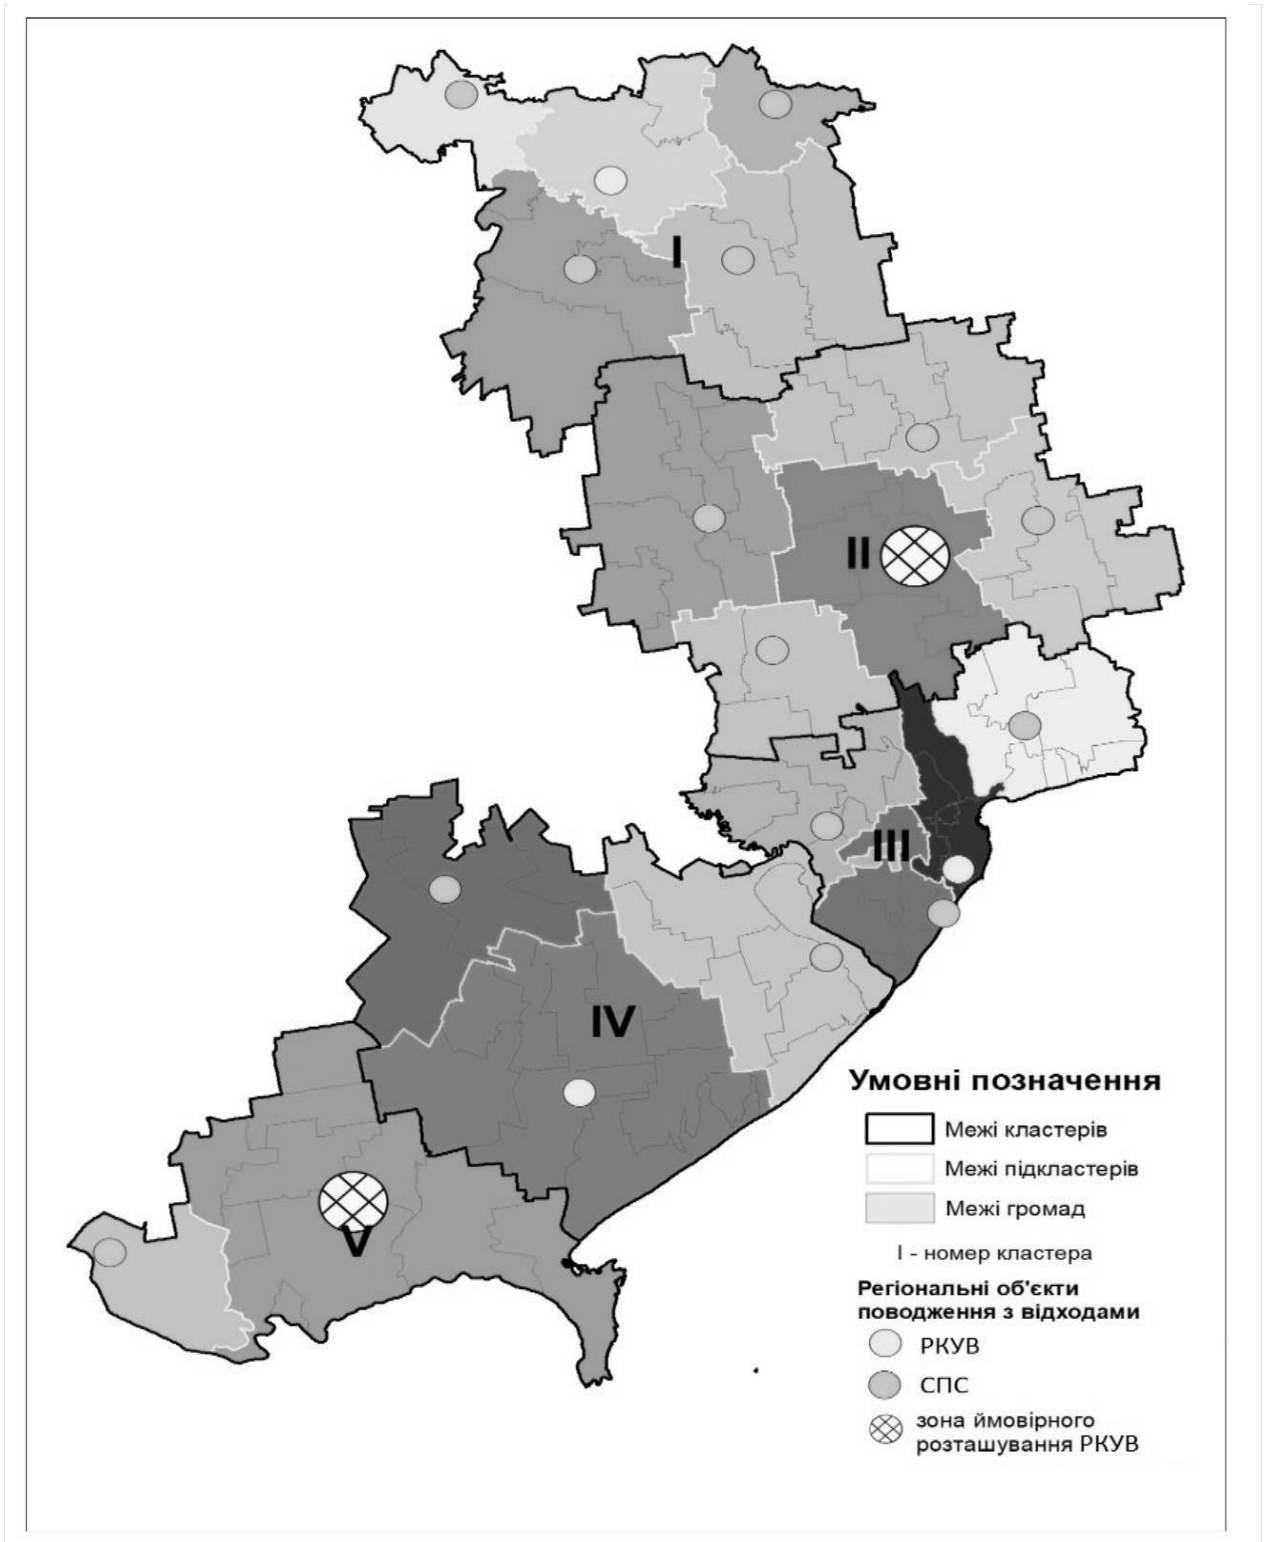 I
II
III
IV
V
Умовні позначення
Межі кластерів
Межі підкластерів
Межі громад
I - номер кластера
Регіональні об'єкти
поводження з відходами
РКУВ
СПС
зона ймовірного
розташування РКУВ